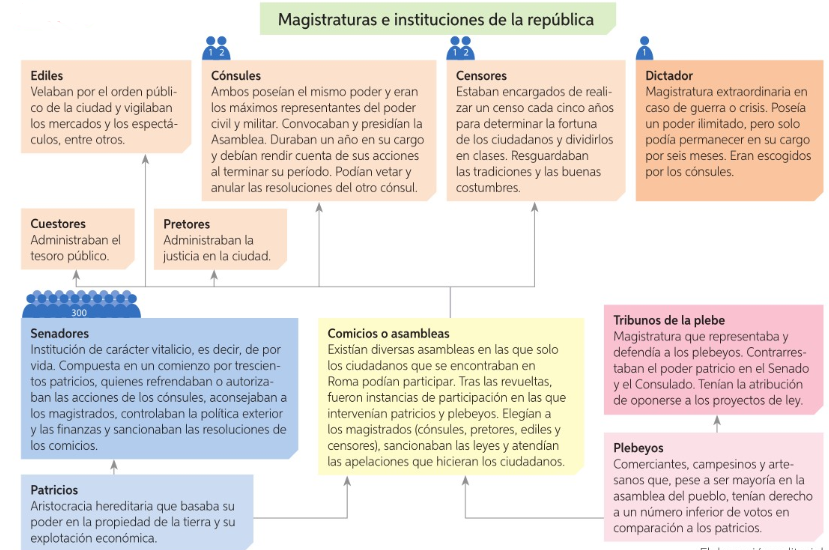 Magistraturas e instituciones de la república
1 2
1 2
1
Ediles
Velaban por el orden públi-
co de la ciudad y vigilaban
los mercados y los espectá-
culos, entre otros.
Cónsules
Ambos poseían el mismo poder y eran
los máximos representantes del poder
civil y militar. Convocaban y presidían la
Asamblea. Duraban un año en su cargo
y debían rendir cuenta de sus acciones
al terminar su período. Podían vetar y
anular las resoluciones del otro cónsul.
Censores
Estaban encargados de reali-
zar un censo cada cinco años
para determinar la fortuna
de los ciudadanos y dividirlos
en clases. Resguardaban
las tradiciones y las buenas
costumbres.
Dictador
Magistratura extraordinaria en
caso de guerra o crisis. Poseía
un poder ilimitado, pero solo
podía permanecer en su cargo
por seis meses. Eran escogidos
por los cónsules.
Cuestores
Administraban el
tesoro público.
Pretores
Administraban la
justicia en la ciudad.
300
Senadores
Institución de carácter vitalicio, es decir, de por
vida. Compuesta en un comienzo por trescien-
tos patricios, quienes refrendaban o autoriza-
ban las acciones de los cónsules, aconsejaban a
los magistrados, controlaban la política exterior
y las finanzas y sancionaban las resoluciones de
los comicios.
Comicios o asambleas
Existían diversas asambleas en las que solo
los ciudadanos que se encontraban en
Roma podían participar. Tras las revueltas,
fueron instancias de participación en las que
intervenían patricios y plebeyos. Elegían a
los magistrados (cónsules, pretores, ediles y
censores), sancionaban las leyes y atendían
las apelaciones que hicieran los ciudadanos.
Tribunos de la plebe
Magistratura que representaba y
defendía a los plebeyos. Contrarres-
taban el poder patricio en el Senado
y el Consulado. Tenían la atribución
de oponerse a los proyectos de ley.
Patricios
Aristocracia hereditaria que basaba su
poder en la propiedad de la tierra y su
explotación económica.
Plebeyos
Comerciantes, campesinos y arte-
sanos que, pese a ser mayoría en la
asamblea del pueblo, tenían derecho
a un número inferior de votos en
comparación a los patricios.